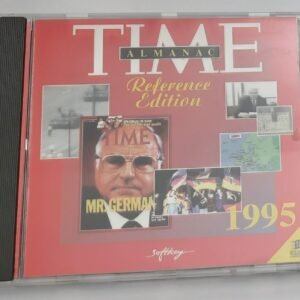 TIME
ALMANAC
Reference
Edition
TIME
MR. GERMANY
1995
SoftKey